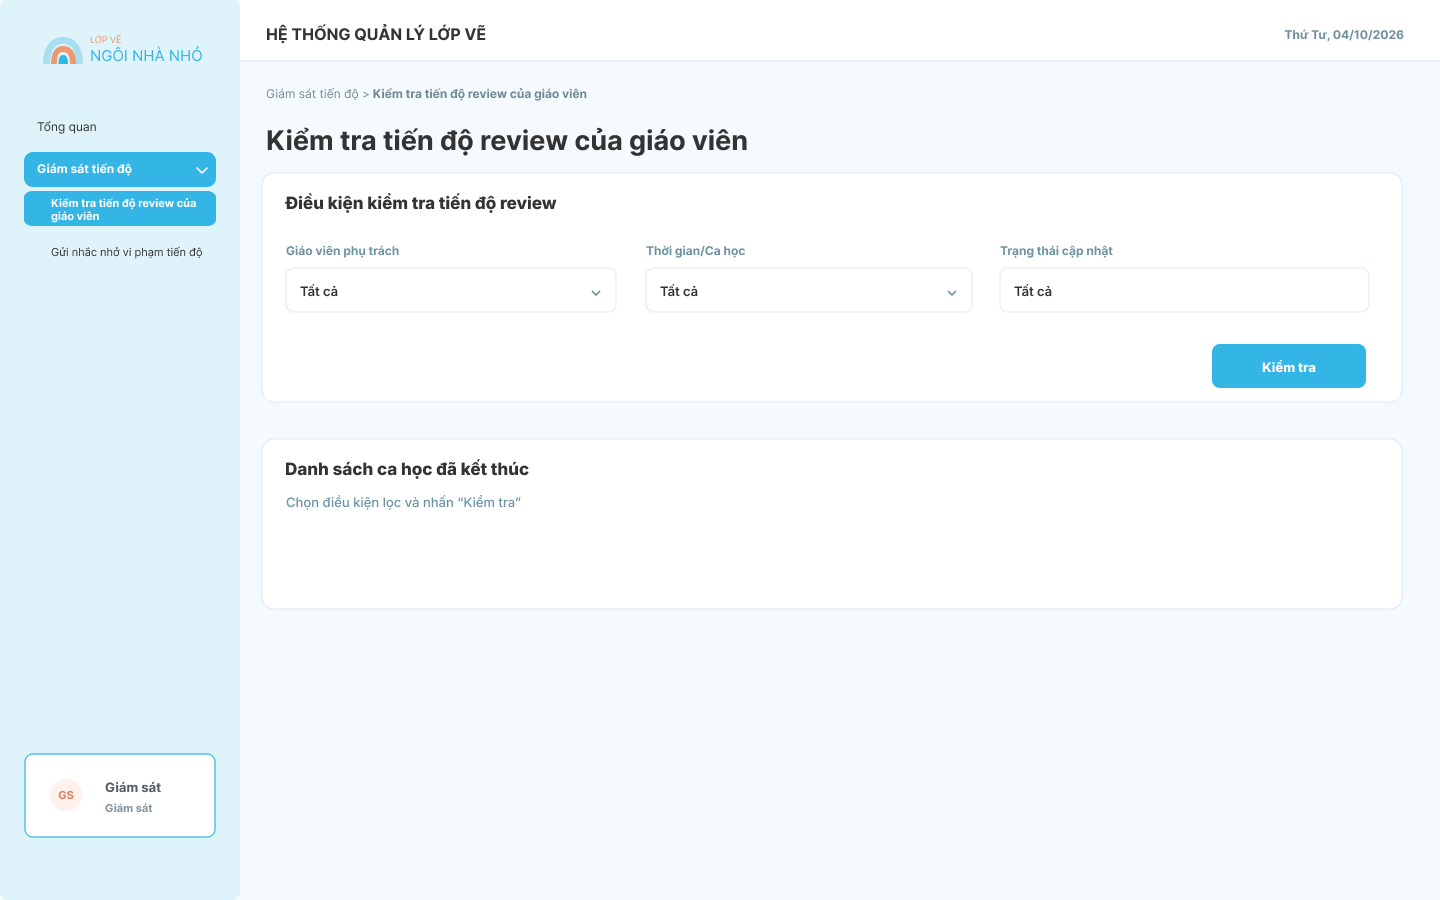 LỚP VẼ
NGÔI NHÀ NHỎ
Tổng quan
Giám sát tiến độ
Kiểm tra tiến độ review của
giáo viên
Gửi nhắc nhở vi phạm tiến độ
GS
Giám sát
Giám sát
HỆ THỐNG QUẢN LÝ LỚP VẼ
Thứ Tư, 04/10/2026
Giám sát tiến độ > Kiểm tra tiến độ review của giáo viên
Kiểm tra tiến độ review của giáo viên
Điều kiện kiểm tra tiến độ review
Giáo viên phụ trách
Thời gian/Ca học
Trạng thái cập nhật
Tất cả
Tất cả
Tất cả
Kiểm tra
Danh sách ca học đã kết thúc
Chọn điều kiện lọc và nhấn “Kiểm tra”